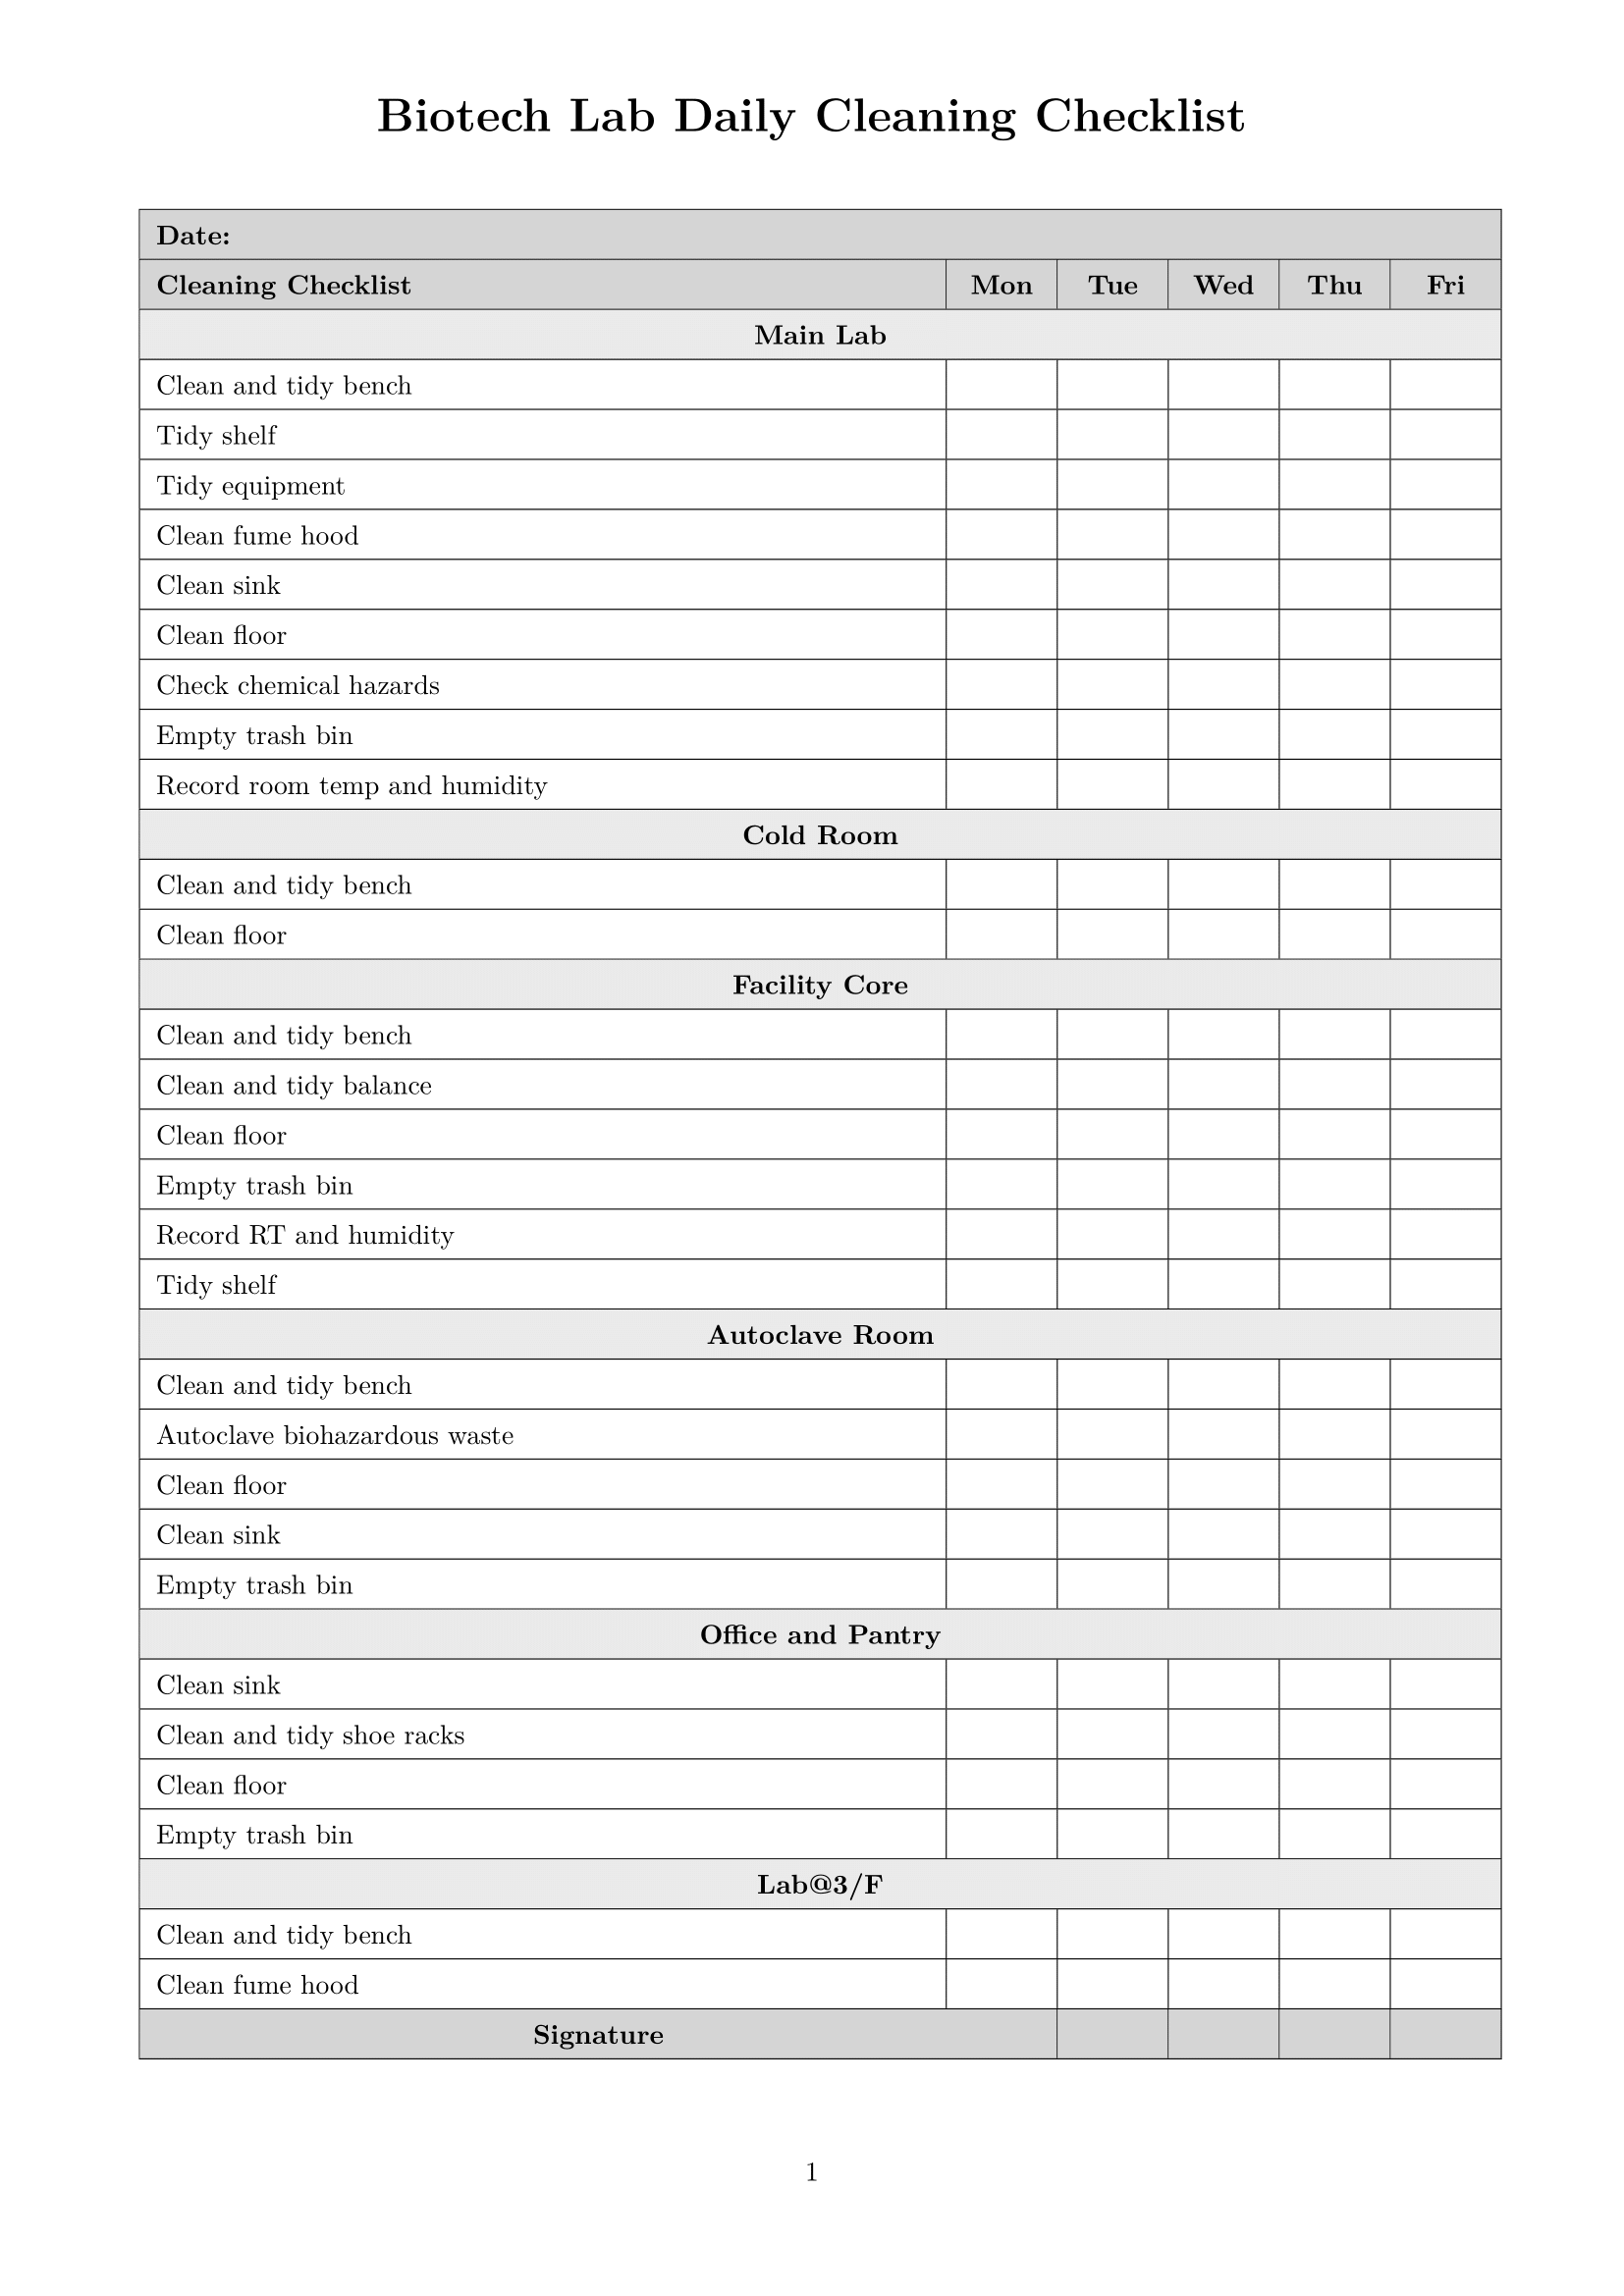 Biotech Lab Daily Cleaning Checklist
Date:
Cleaning Checklist Mon Tue Wed Thu Fri
Main Lab
Clean and tidy bench
Tidy shelf
Tidy equipment
Clean fume hood
Clean sink
Clean floor
Check chemical hazards
Empty trash bin
Record room temp and humidity
Cold Room
Clean and tidy bench
Clean floor
Facility Core
Clean and tidy bench
Clean and tidy balance
Clean floor
Empty trash bin
Record RT and humidity
Tidy shelf
Autoclave Room
Clean and tidy bench
Autoclave biohazardous waste
Clean floor
Clean sink
Empty trash bin
Office and Pantry
Clean sink
Clean and tidy shoe racks
Clean floor
Empty trash bin
Lab@3/F
Clean and tidy bench
Clean fume hood
Signature
1